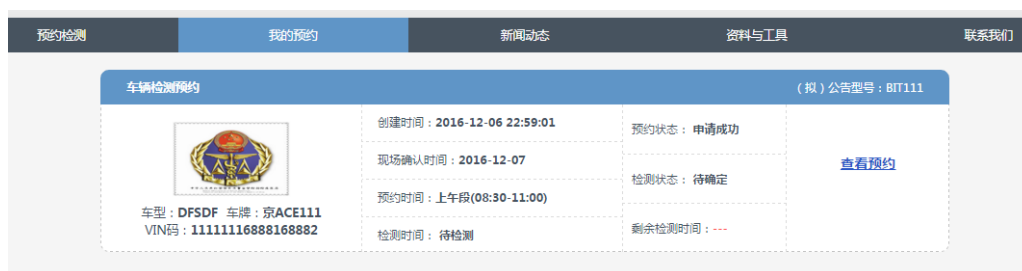 预约检测 我的预约 新闻动态 资料与工具 联系我们
车辆检测预约 (拟)公告型号:BIT111
创建时间:2016-12-06 22:59:01
现场确认时间:2016-12-07
预约时间:上午段(08:30-11:00)
检测时间: 待检测
预约状态: 申请成功
检测状态: 待确定
剩余检测时间:---
查看预约
车型:DFSDF 车牌:京ACE111
VIN码:11111116888168882